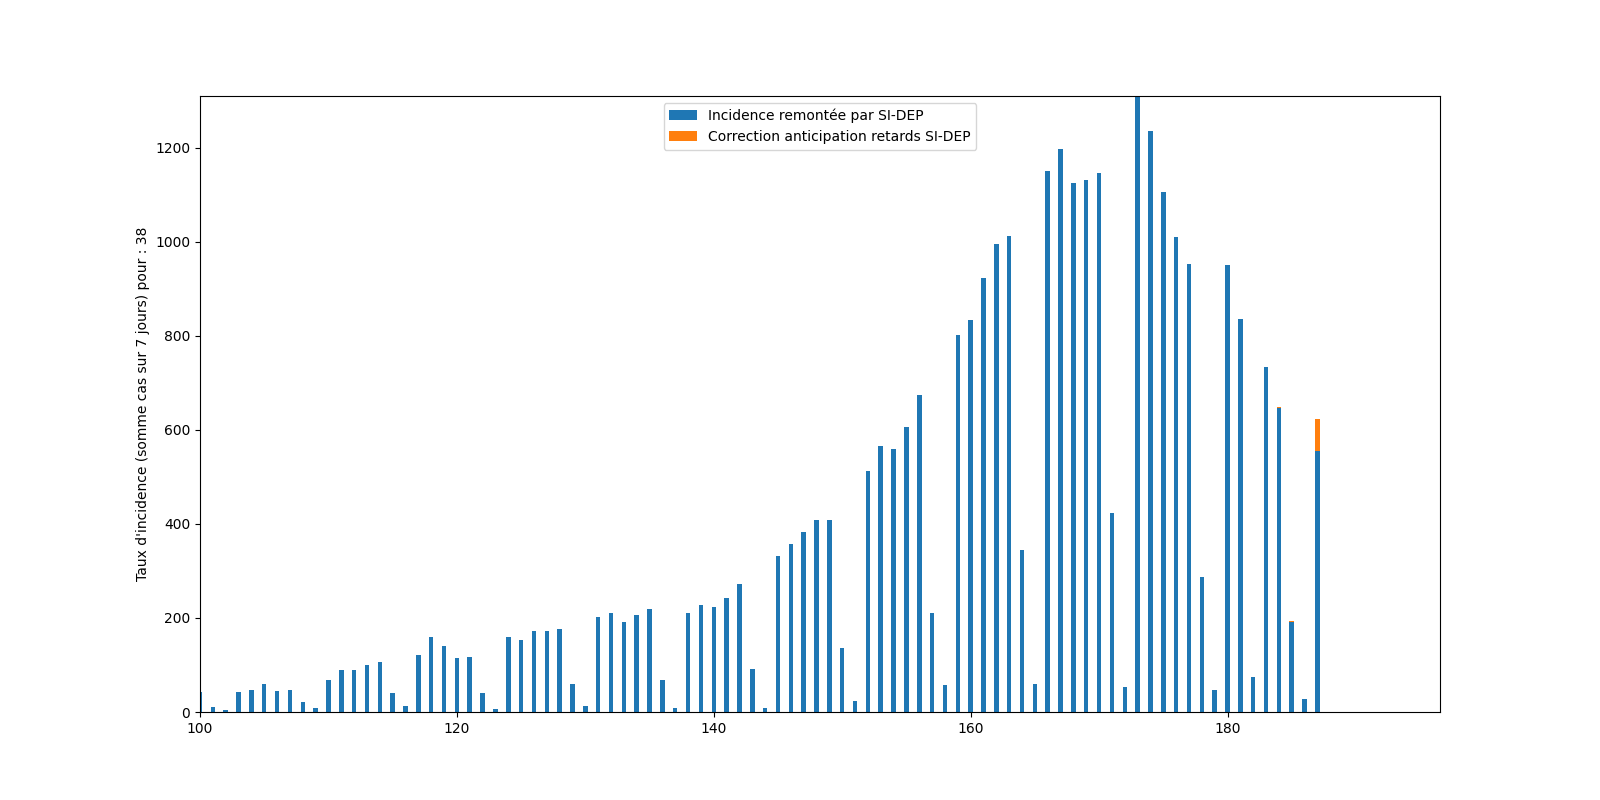 Incidence remontée par SI-DEP
Correction anticipation retards SI-DEP
Taux d'incidence (somme cas sur 7 jours) pour : 38
1200
1000
800
600
400
200
0
100 120 140 160 180